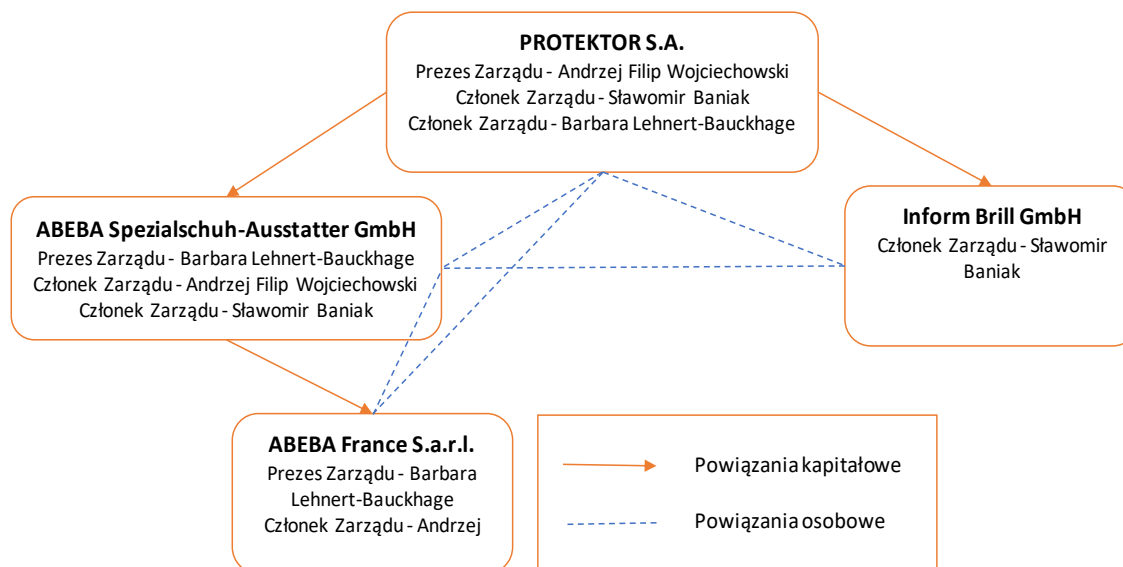 PROTEKTOR S.A.
Prezes Zarządu - Andrzej Filip Wojciechowski
Członek Zarządu - Sławomir Baniak
Członek Zarządu - Barbara Lehnert-Bauckhage
ABEBA Spezialschuh-Ausstatter GmbH
Prezes Zarządu - Barbara Lehnert-Bauckhage
Członek Zarządu - Andrzej Filip Wojciechowski
Członek Zarządu - Sławomir Baniak
Inform Brill GmbH
Członek Zarządu - Sławomir
Baniak
ABEBA France S.a.r.l.
Prezes Zarządu - Barbara
Lehnert-Bauckhage
Członek Zarządu - Andrzej
Powiązania kapitałowe
Powiązania osobowe